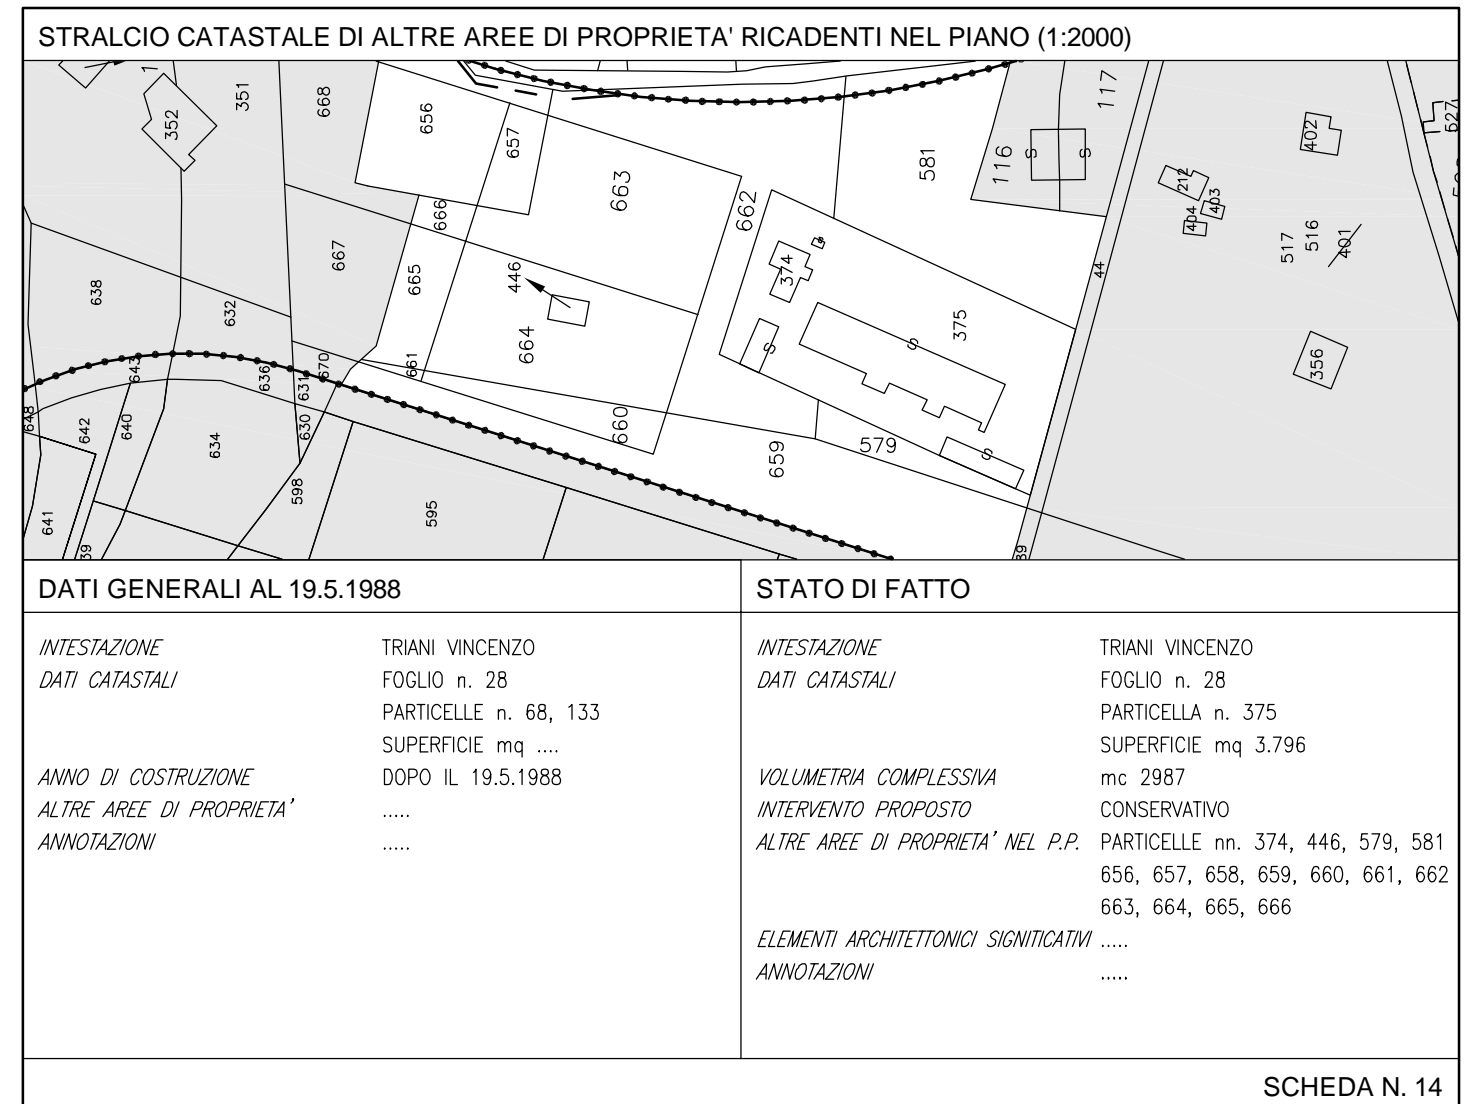 STRALCIO CATASTALE DI ALTRE AREE DI PROPRIETA' RICADENTI NEL PIANO (1:2000)
352
351
668
656
657
663
662
581
116
S
S
117
212
403
404
402
517
516
401
527
638
632
667
666
665
446
664
374
S
375
S
44
356
643
636
631
670
661
648
642
640
634
630
660
659
579
S
641
39
598
595
39
DATI GENERALI AL 19.5.1988
INTESTAZIONE TRIANI VINCENZO
DATI CATASTALI FOGLIO n. 28
PARTICELLE n. 68, 133
SUPERFICIE mq ....
ANNO DI COSTRUZIONE DOPO IL 19.5.1988
ALTRE AREE DI PROPRIETA' .....
ANNOTAZIONI .....
STATO DI FATTO
INTESTAZIONE TRIANI VINCENZO
DATI CATASTALI FOGLIO n. 28
PARTICELLA n. 375
SUPERFICIE mq 3.796
VOLUMETRIA COMPLESSIVA mc 2987
INTERVENTO PROPOSTO CONSERVATIVO
ALTRE AREE DI PROPRIETA' NEL P.P. PARTICELLE nn. 374, 446, 579, 581
656, 657, 658, 659, 660, 661, 662
663, 664, 665, 666
ELEMENTI ARCHITETTONICI SIGNITICATIVI .....
ANNOTAZIONI .....
SCHEDA N. 14